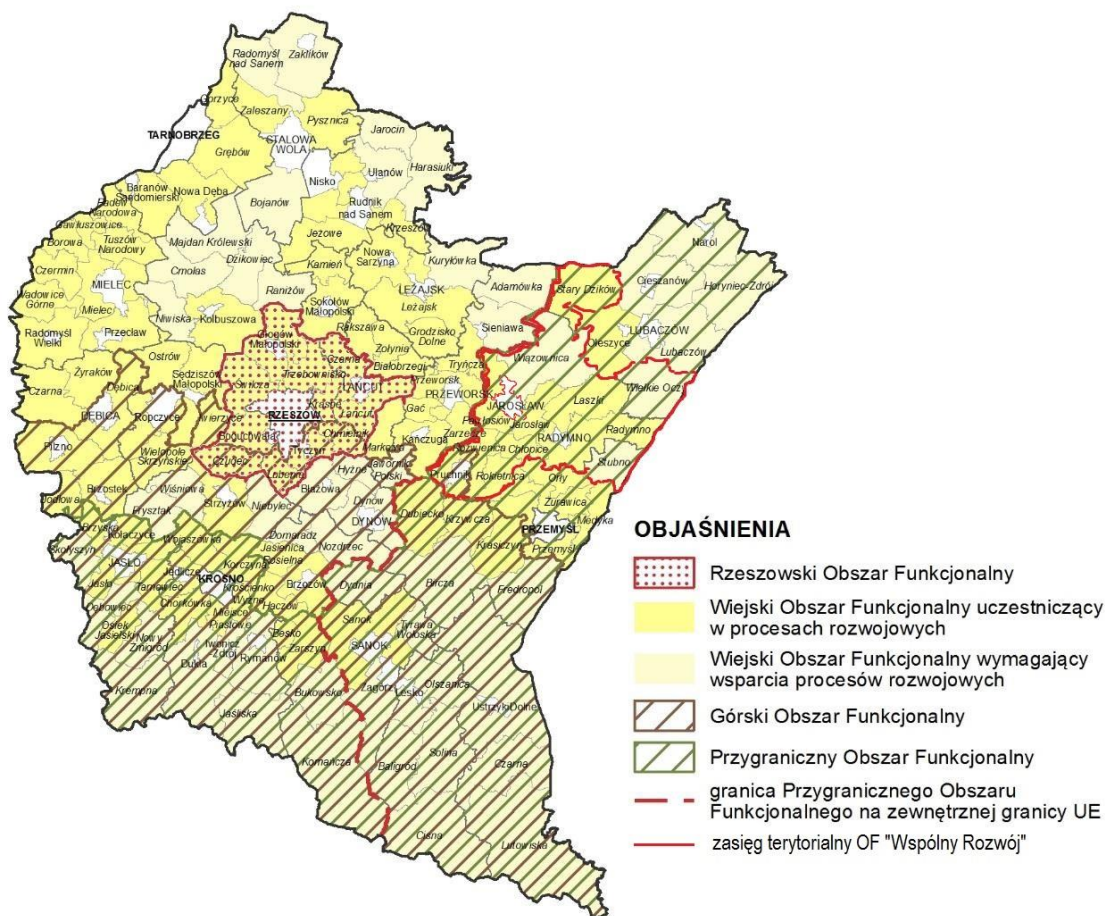 Radomyśl
nad Sanem
Zaklików
Gorzyce
Zaleszany
Pysznica
TARNOBRZEG
STALOWA
WOLA
Jarocin
Grębów
Harasiuki
Nisko
Ulanów
Baranów
Sandomierski
Nowa Dęba
Rudnik
nad Sanem
Padew
Narodowa
Bojanów
Gawłuszowice
Krzeszów
Borowa
Tuszów
Narodowy
Jeżowe
Majdan Królewski
Nowa
Sarzyna
Narol
Czermin
Dzikowiec
Kamień
Kuryłówka
Cmolas
Cieszanów
MIELEC
Adamówka
Stary Dzików
Horyniec-Zdrój
Wadowice
Górne
Raniżów
LEŻAJSK
Mielec
Sokołów
Małopolski
Leżajsk
Niwiska
Kolbuszowa
Sieniawa
LUBACZÓW
Radomyśl
Wielki
Przecław
Rakszawa
Grodzisko
Dolne
Oleszyce
Głogów
Małopolski
Lubaczów
Ostrów
Żołynia
Wiązownica
Czarna
Białobrzegi
Tryńcza
Żyraków
Sędziszów
Małopolski
Trzebownisko
Wielkie Oczy
Dębica
Świlcza
ŁAŃCUT
Przeworsk
Czarna
PRZEWORSK
JAROSŁAW
Laszki
Krasne
DĘBICA
Ropczyce
Iwierzyce
RZESZÓW
Łańcut
Gać
Pawłosiów
Jarosław
Radymno
Boguchwała
Chmielnik
Zarzecze
RADYMNO
Kańczuga
Pilzno
Tyczyn
Markowa
Roźwienica
Chłopice
Wielopole
Skrzyńskie
Czudec
Stubno
Lubenia
Hyżne
Jawornik
Polski
Pruchnik
Rokietnica
Brzostek
Wiśniowa
Błażowa
Orły
Jodłowa
Strzyżów
Niebylec
Dynów
Żurawica
Frysztak
Dubiecko
Krzywcza
Medyka
Brzyska
DYNÓW
PRZEMYŚL
Kołaczyce
Wojaszówka
Domaradz
Skołyszyn
Jasienica
Rosielna
Nozdrzec
Krasiczyn
Przemyśl
JASŁO
Jedlicze
Korczyna
KROSNO
Brzozów
Dydnia
Bircza
Fredropol
Jasło
Tarnowiec
Krościenko
Wyżne
Dębowiec
Chorkówka
Haczów
Miejsce
Piastowe
Sanok
Osiek
Jasielski
Nowy
Żmigród
Besko
Tyrawa
Wołoska
Iwonicz
Zdrój
Zarszyn
SANOK
Dukla
Rymanów
Olszanica
Krempna
Zagórz
Lesko
Bukowsko
Ustrzyki Dolne
Jaśliska
Solina
Komańcza
Baligród
Czarna
Cisna
Lutowiska
OBJAŚNIENIA
Rzeszowski Obszar Funkcjonalny
Wiejski Obszar Funkcjonalny uczestniczący
w procesach rozwojowych
Wiejski Obszar Funkcjonalny wymagający
wsparcia procesów rozwojowych
Górski Obszar Funkcjonalny
Przygraniczny Obszar Funkcjonalny
granica Przygranicznego Obszaru
Funkcjonalnego na zewnętrznej granicy UE
zasięg terytorialny OF "Wspólny Rozwój"